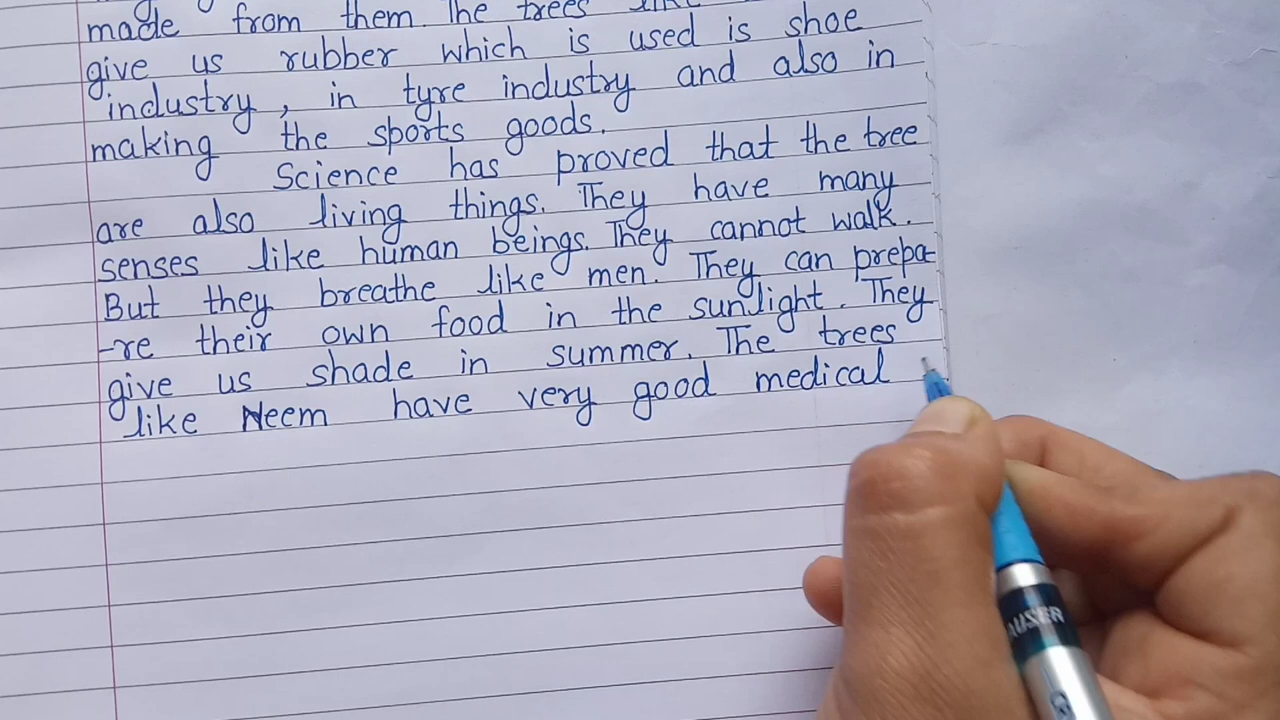 made from them. The trees like
give us rubber which is used is shoe
industry, in tyre industry and also in
making the sports goods.
Science has proved that the tree
are also living things. They have many
senses like human beings. They cannot walk.
But they breathe like men. They can prepa-
-re their own food in the sunlight. They
give us shade in summer. The trees
like Neem have very good medical
AUSER